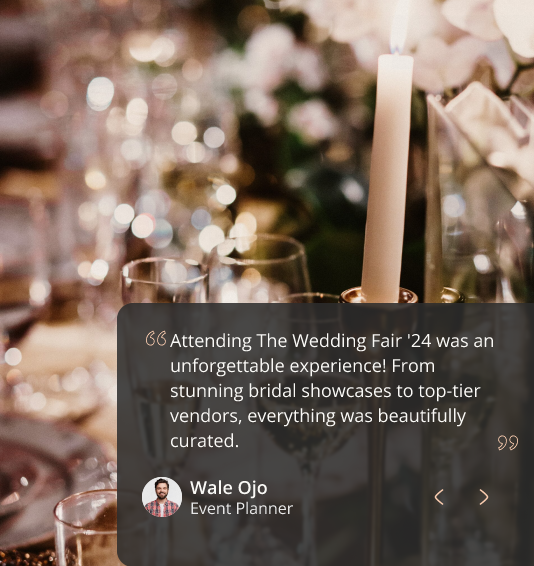 “Attending The Wedding Fair '24 was an
unforgettable experience! From
stunning bridal showcases to top-tier
vendors, everything was beautifully
curated.”
Wale Ojo
Event Planner